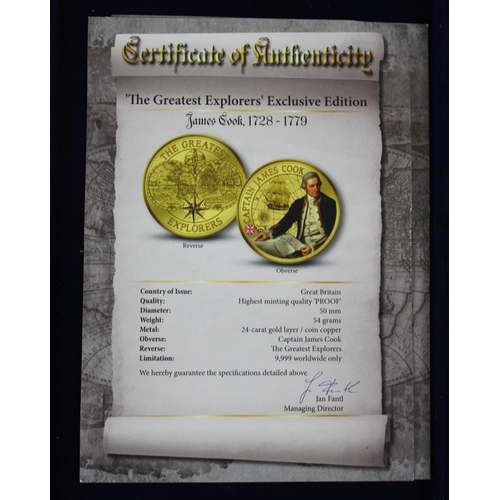 Certificate of Authenticity
'The Greatest Explorers' Exclusive Edition
James Cook, 1728 - 1779
THE GREATEST
EXPLORERS
CAPTAIN JAMES COOK
Reverse
Obverse
Country of Issue: Great Britain
Quality: Highest minting quality 'PROOF'
Diameter: 50 mm
Weight: 54 grams
Metal: 24-carat gold layer / coin copper
Obverse: Captain James Cook
Reverse: The Greatest Explorers
Limitation: 9,999 worldwide only
We hereby guarantee the specifications detailed above
Jan Fantl
Managing Director